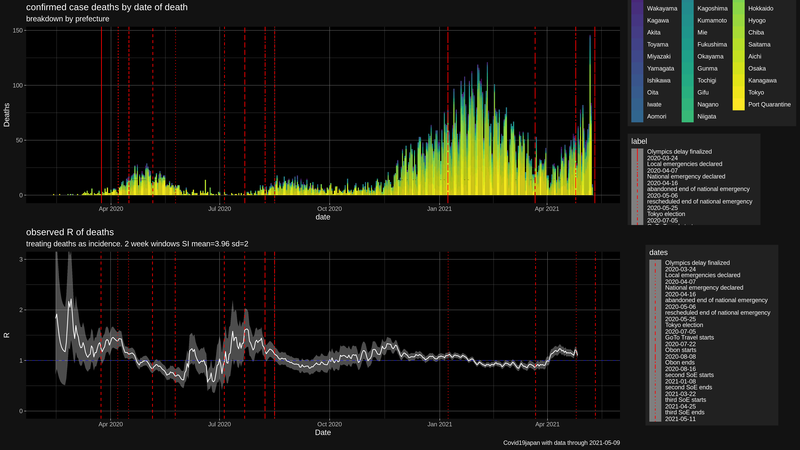 confirmed case deaths by date of death
breakdown by prefecture
150
100
50
0
Deaths
Apr 2020
Jul 2020
Oct 2020
Jan 2021
Apr 2021
date
Wakayama
Kagawa
Akita
Toyama
Miyazaki
Yamagata
Ishikawa
Oita
Iwate
Aomori
Kagoshima
Kumamoto
Mie
Fukushima
Okayama
Gunma
Tochigi
Gifu
Nagano
Niigata
Hokkaido
Hyogo
Chiba
Saitama
Aichi
Osaka
Kanagawa
Tokyo
Port Quarantine
label
Olympics delay finalized
2020-03-24
Local emergencies declared
2020-04-07
National emergency declared
2020-04-16
abandoned end of national emergency
2020-05-06
rescheduled end of national emergency
2020-05-25
Tokyo election
2020-07-05
observed R of deaths
treating deaths as incidence. 2 week windows SI mean=3.96 sd=2
3
2
1
0
R
Apr 2020
Jul 2020
Oct 2020
Jan 2021
Apr 2021
Date
dates
Olympics delay finalized
2020-03-24
Local emergencies declared
2020-04-07
National emergency declared
2020-04-16
abandoned end of national emergency
2020-05-06
rescheduled end of national emergency
2020-05-25
Tokyo election
2020-07-05
GoTo Travel starts
2020-07-22
Obon starts
2020-08-08
Obon ends
2020-08-16
second SoE starts
2021-01-08
second SoE ends
2021-03-22
third SoE starts
2021-04-25
third SoE ends
2021-05-11
Covid19japan with data through 2021-05-09